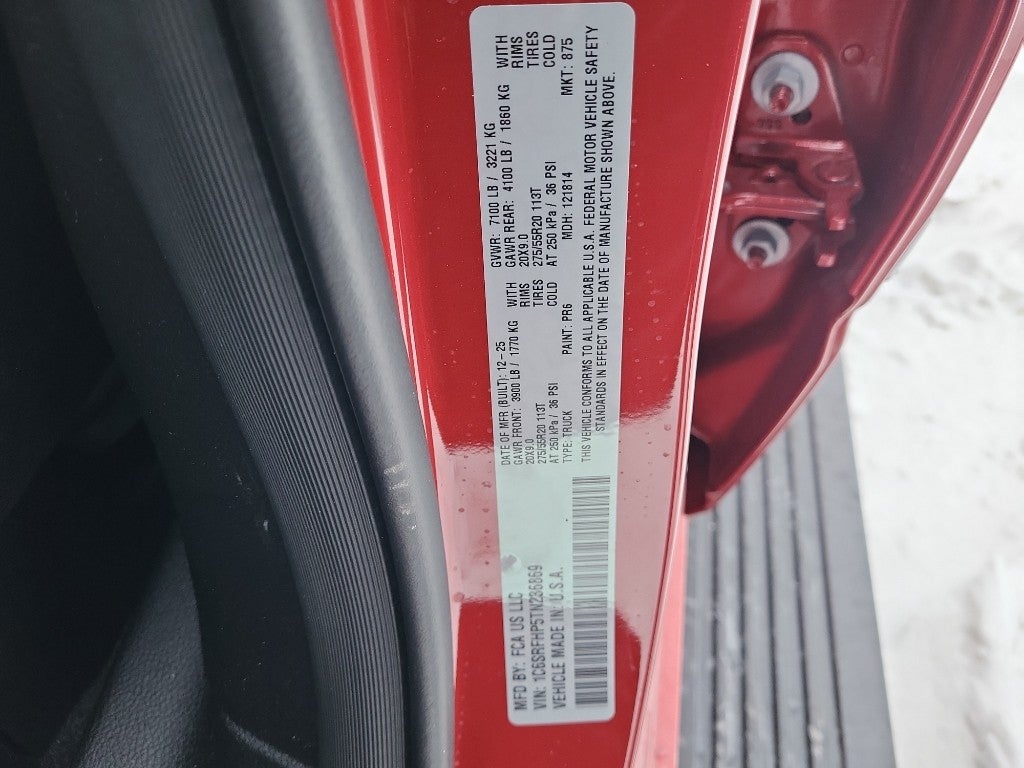 MFD BY: FCA US LLC
DATE OF MFR (BUILT): 12-25
GVWR: 7100 LB / 3221 KG
VIN: 1C6SRFHP5TN236869
GAWR FRONT: 3900 LB / 1770 KG WITH
GAWR REAR: 4100 LB / 1860 KG WITH
VEHICLE MADE IN: U.S.A.
20X9.0 RIMS
20X9.0 RIMS
275/55R20 113T TIRES
275/55R20 113T TIRES
AT 250 kPa / 36 PSI COLD
AT 250 kPa / 36 PSI COLD
TYPE: TRUCK
PAINT: PR6
MDH: 121814
MKT: 875
THIS VEHICLE CONFORMS TO ALL APPLICABLE U.S.A. FEDERAL MOTOR VEHICLE SAFETY
STANDARDS IN EFFECT ON THE DATE OF MANUFACTURE SHOWN ABOVE.